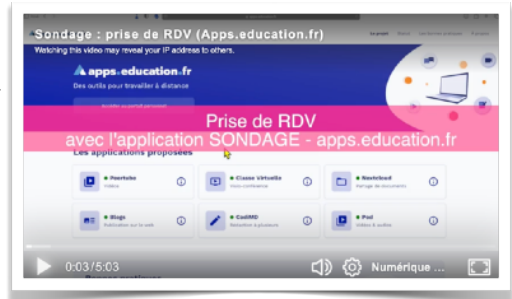 Sondage : prise de RDV (Apps.education.fr)
Watching this video may reveal your IP address to others.
apps.education.fr
Des outils pour travailler à distance
Prise de RDV
avec l'application SONDAGE - apps.education.fr
Les applications proposées
Peertube
Vidéos
Classe Virtuelle
Visio-conférence
Nextcloud
Partage de documents
Blogs
Publication sur le web
CodiMD
Rédaction à plusieurs
Pod
Vidéos & audios
0:03/5:03
Numérique ...